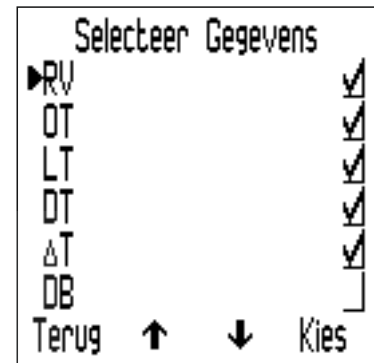 Selecteer Gegevens
RV
OT
LT
DT
ΔT
DB
Terug ↑ ↓ Kies